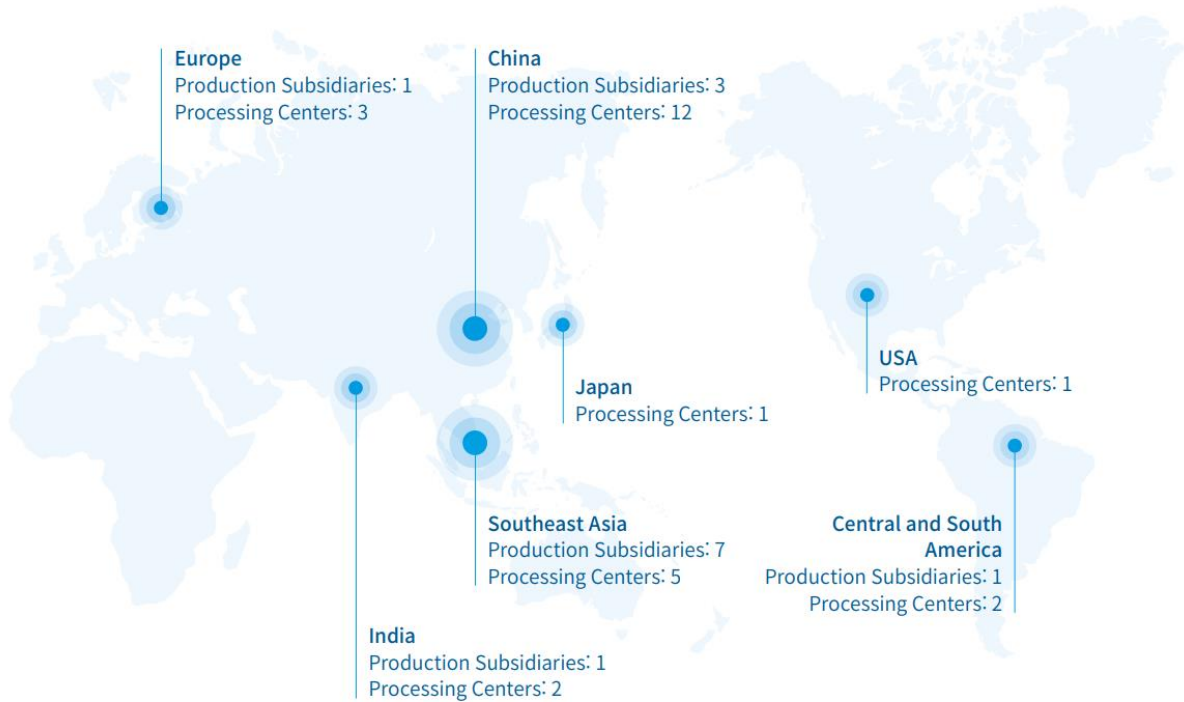 Europe
Production Subsidiaries: 1
Processing Centers: 3
China
Production Subsidiaries: 3
Processing Centers: 12
Japan
Processing Centers: 1
USA
Processing Centers: 1
Southeast Asia
Production Subsidiaries: 7
Processing Centers: 5
Central and South
America
Production Subsidiaries: 1
Processing Centers: 2
India
Production Subsidiaries: 1
Processing Centers: 2